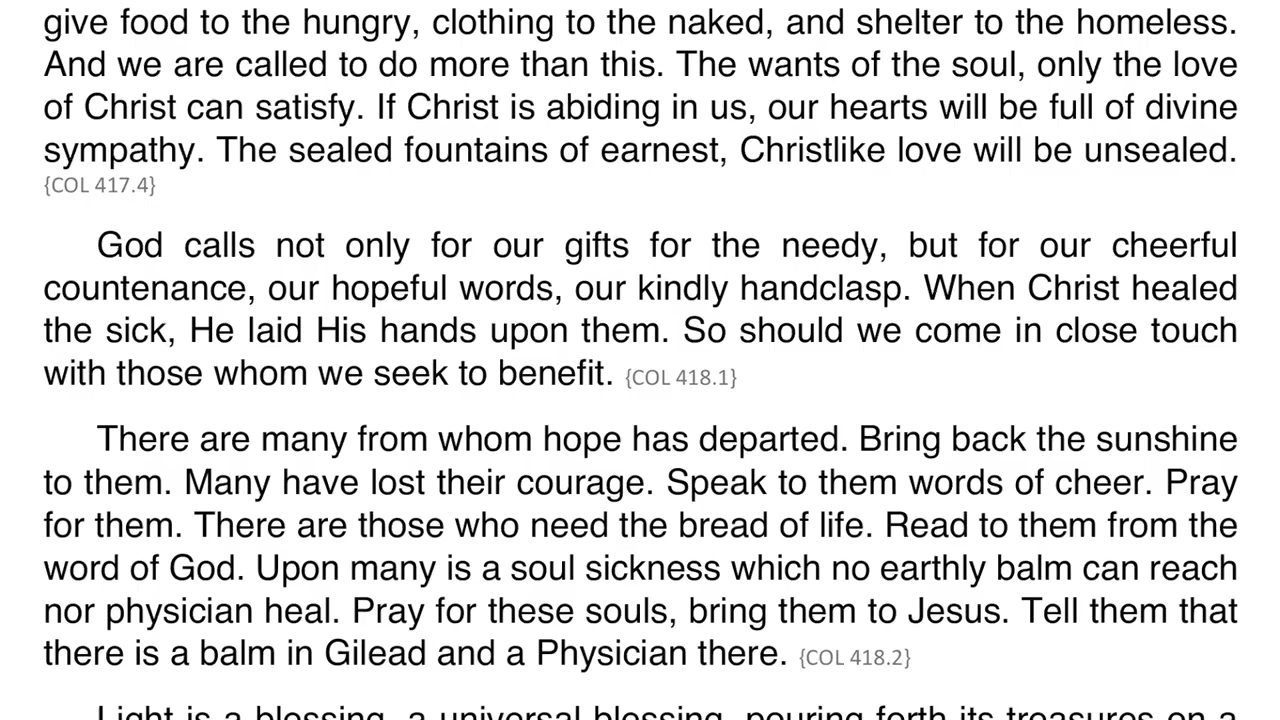 give food to the hungry, clothing to the naked, and shelter to the homeless.
And we are called to do more than this. The wants of the soul, only the love
of Christ can satisfy. If Christ is abiding in us, our hearts will be full of divine
sympathy. The sealed fountains of earnest, Christlike love will be unsealed.
{COL 417.4}
God calls not only for our gifts for the needy, but for our cheerful
countenance, our hopeful words, our kindly handclasp. When Christ healed
the sick, He laid His hands upon them. So should we come in close touch
with those whom we seek to benefit. {COL 418.1}
There are many from whom hope has departed. Bring back the sunshine
to them. Many have lost their courage. Speak to them words of cheer. Pray
for them. There are those who need the bread of life. Read to them from the
word of God. Upon many is a soul sickness which no earthly balm can reach
nor physician heal. Pray for these souls, bring them to Jesus. Tell them that
there is a balm in Gilead and a Physician there. {COL 418.2}
Light is a blessing, a universal blessing, pouring forth its treasures on a